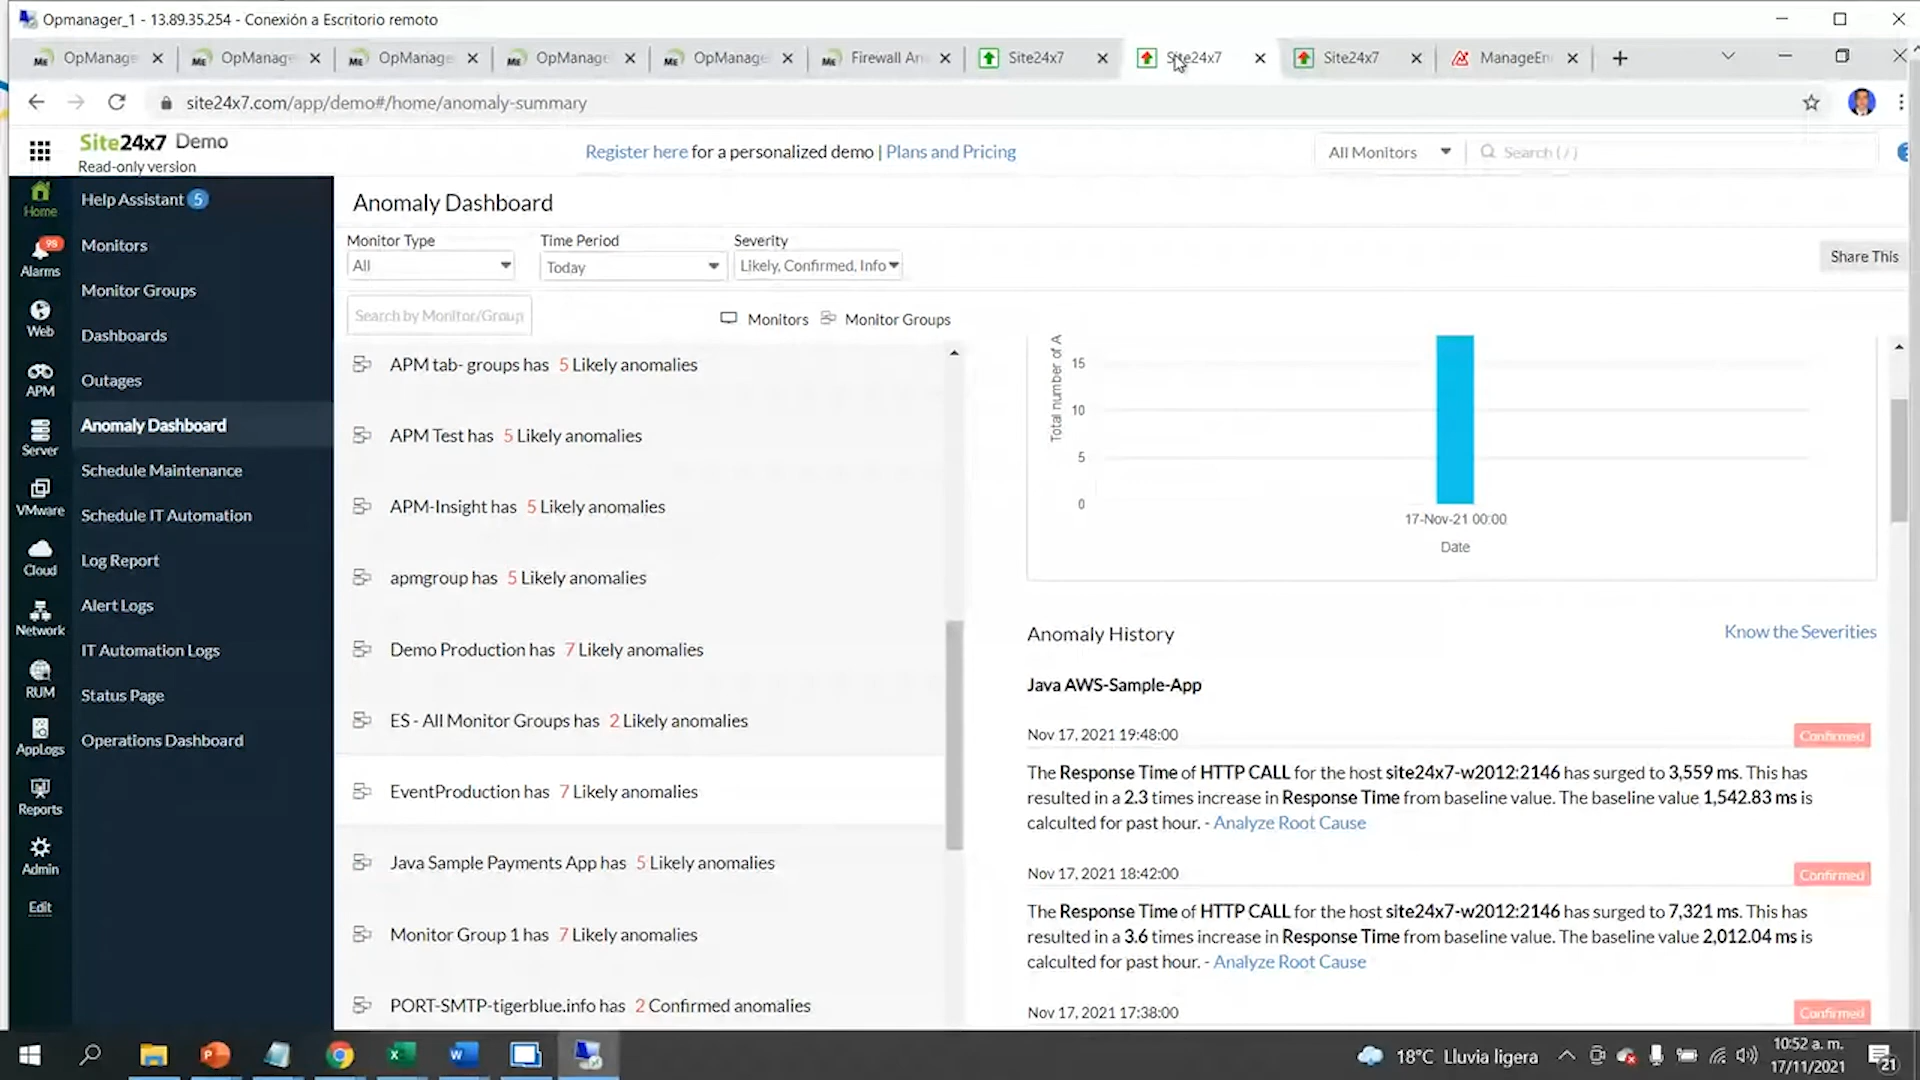 Opmanager_1 - 13.89.35.254 - Conexión a Escritorio remoto
OpManage
OpManage
OpManage
OpManage
OpManage
Firewall An
Site24x7
Site24x7
Site24x7
ManageEn
site24x7.com/app/demo#/home/anomaly-summary
Site24x7 Demo
Read-only version
Register here for a personalized demo | Plans and Pricing
All Monitors
Search ( / )
Home
98
Alarms
Web
APM
Server
VMware
Cloud
Network
RUM
AppLogs
Reports
Admin
Edit
Help Assistant 5
Monitors
Monitor Groups
Dashboards
Outages
Anomaly Dashboard
Schedule Maintenance
Schedule IT Automation
Log Report
Alert Logs
IT Automation Logs
Status Page
Operations Dashboard
Anomaly Dashboard
Monitor Type
All
Time Period
Today
Severity
Likely, Confirmed, Info
Share This
Search by Monitor/Group
Monitors
Monitor Groups
APM tab- groups has 5 Likely anomalies
APM Test has 5 Likely anomalies
APM-Insight has 5 Likely anomalies
apmgroup has 5 Likely anomalies
Demo Production has 7 Likely anomalies
ES - All Monitor Groups has 2 Likely anomalies
EventProduction has 7 Likely anomalies
Java Sample Payments App has 5 Likely anomalies
Monitor Group 1 has 7 Likely anomalies
PORT-SMTP-tigerblue.info has 2 Confirmed anomalies
Total number of A
15
10
5
0
17-Nov-21 00:00
Date
Anomaly History
Know the Severities
Java AWS-Sample-App
Nov 17, 2021 19:48:00
Confirmed
The Response Time of HTTP CALL for the host site24x7-w2012:2146 has surged to 3,559 ms. This has
resulted in a 2.3 times increase in Response Time from baseline value. The baseline value 1,542.83 ms is
calculted for past hour. - Analyze Root Cause
Nov 17, 2021 18:42:00
Confirmed
The Response Time of HTTP CALL for the host site24x7-w2012:2146 has surged to 7,321 ms. This has
resulted in a 3.6 times increase in Response Time from baseline value. The baseline value 2,012.04 ms is
calculted for past hour. - Analyze Root Cause
Nov 17, 2021 17:38:00
Confirmed
18°C Lluvia ligera
10:52 a. m.
17/11/2021
21